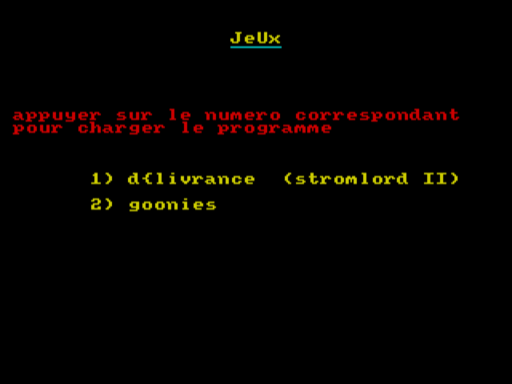 JeUx
appuyer sur le numero correspondant
pour charger le programme
1) d{livrance (stromlord II)
2) goonies